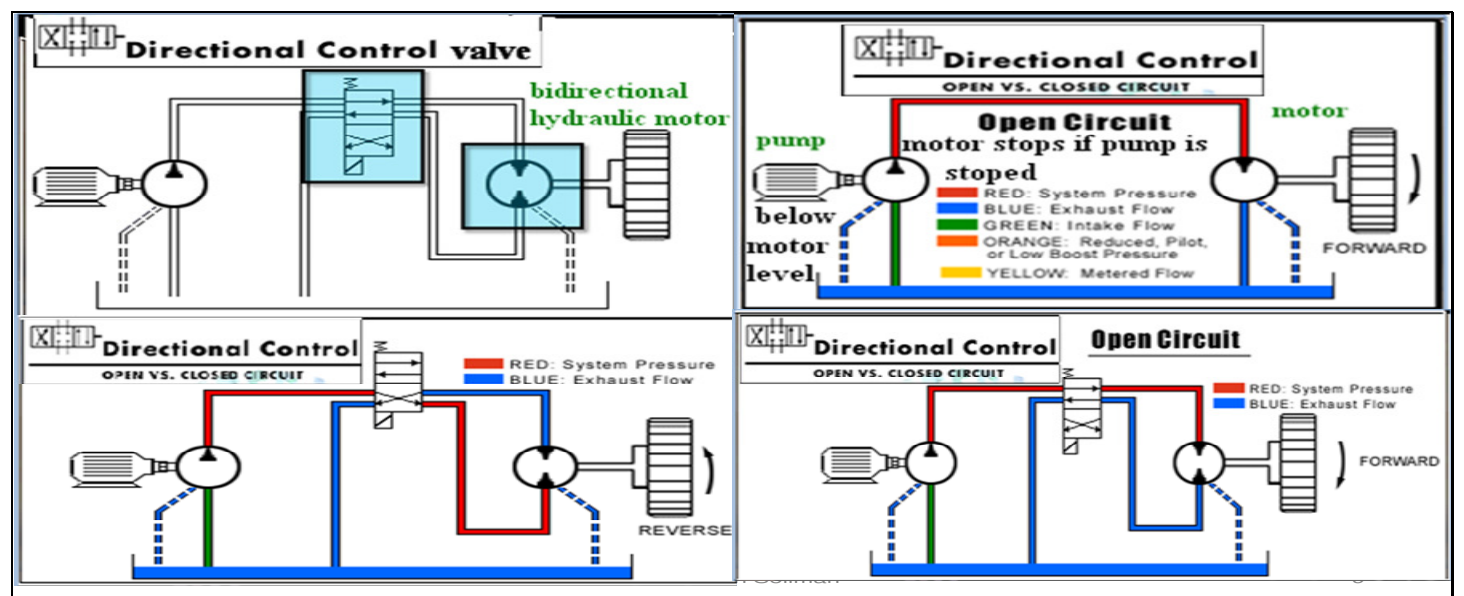 Directional Control valve
bidirectional
hydraulic motor
Directional Control
OPEN VS. CLOSED CIRCUIT
Open Circuit
motor
pump
motor stops if pump is
stoped
RED: System Pressure
BLUE: Exhaust Flow
GREEN: Intake Flow
ORANGE: Reduced, Pilot,
or Low Boost Pressure
YELLOW: Metered Flow
below
motor
level
FORWARD
Directional Control
OPEN VS. CLOSED CIRCUIT
RED: System Pressure
BLUE: Exhaust Flow
REVERSE
Directional Control
OPEN VS. CLOSED CIRCUIT
Open Circuit
RED: System Pressure
BLUE: Exhaust Flow
FORWARD